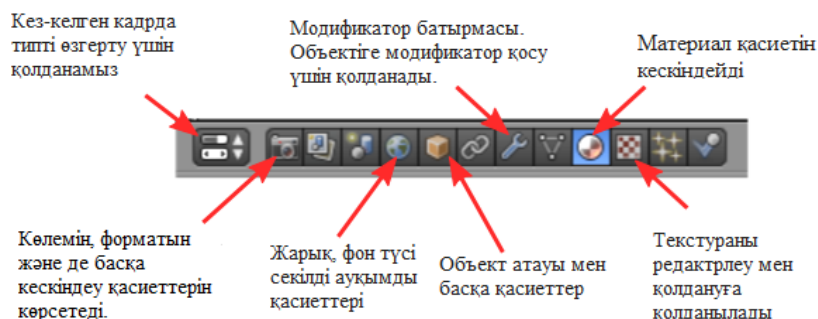 Кез-келген кадрда
типті өзгерту үшін
қолданамыз
Модификатор батырмасы.
Объектіге модификатор қосу
үшін қолданады.
Материал қасиетін
кескіндейді
Көлемін, форматын
және де басқа
кескіндеу қасиеттерін
көрсетеді.
Жарық, фон түсі
секілді ауқымды
қасиеттері
Объект атауы мен
басқа қасиеттер
Текстураны
редактрлеу мен
қолдануға
қолданылады